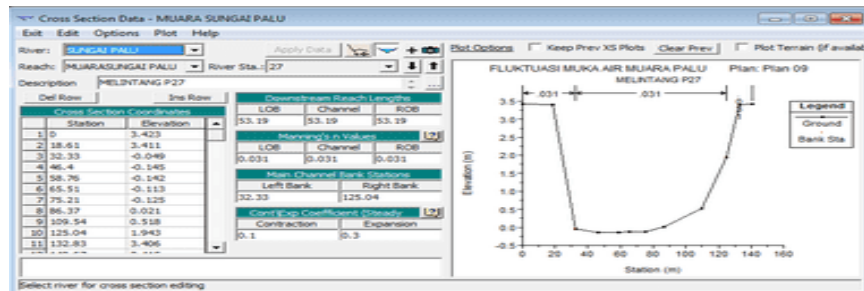 Cross Section Data - MUARA SUNGAI PALU
Exit Edit Options Plot Help
River: SUNGAI PALU Apply Data
Reach: MUARASUNGAI PALU River Sta.: 27
Description MELINTANG P27
Del Row Ins Row
Cross Section Coordinates
Station Elevation
1 0 3.423
2 18.61 3.411
3 32.33 -0.049
4 46.4 -0.145
5 58.76 -0.142
6 65.51 -0.113
7 75.21 -0.125
8 86.37 0.021
9 109.54 0.518
10 125.04 1.943
11 132.83 3.406
Downstream Reach Lengths
LOB Channel ROB
53.19 53.19 53.19
Manning's n Values
LOB Channel ROB
0.031 0.031 0.031
Main Channel Bank Stations
Left Bank Right Bank
32.33 125.04
Cont\Exp Coefficient (Steady
Contraction Expansion
0.1 0.3
Select river for cross section editing
Plot Options Keep Prev XS Plots Clear Prev Plot Terrain (if availa
FLUKTUASI MUKA AIR MUARA PALU Plan: Plan 09
MELINTANG P27
.031 .031
3.5
3.0
2.5
2.0
1.5
1.0
0.5
0.0
-0.5
Elevation (m)
0 20 40 60 80 100 120 140 160
Station (m)
Legend
Ground
Bank Sta